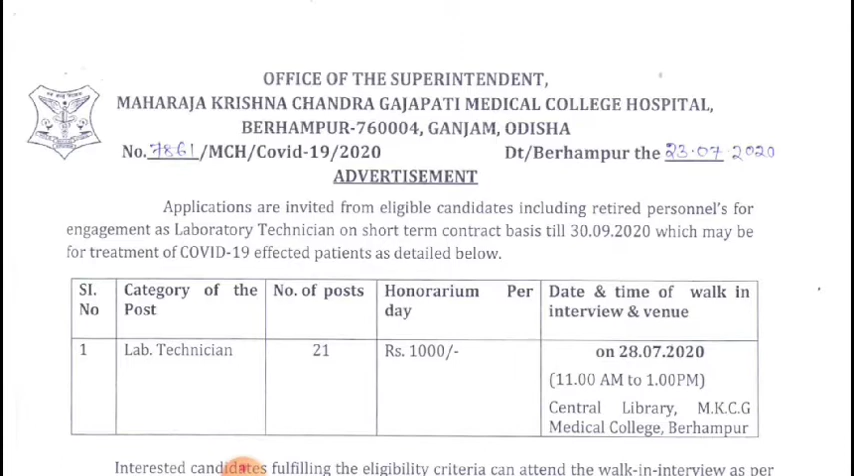 OFFICE OF THE SUPERINTENDENT,
MAHARAJA KRISHNA CHANDRA GAJAPATI MEDICAL COLLEGE HOSPITAL,
BERHAMPUR-760004, GANJAM, ODISHA
No. 7861/MCH/Covid-19/2020 Dt/Berhampur the 23.07.2020
ADVERTISEMENT
Applications are invited from eligible candidates including retired personnel's for
engagement as Laboratory Technician on short term contract basis till 30.09.2020 which may be
for treatment of COVID-19 effected patients as detailed below.
SI. No Category of the Post No. of posts Honorarium Per day Date & time of walk in interview & venue
1 Lab. Technician 21 Rs. 1000/- on 28.07.2020
(11.00 AM to 1.00PM)
Central Library, M.K.C.G
Medical College, Berhampur
Interested candidates fulfilling the eligibility criteria can attend the walk-in-interview as per